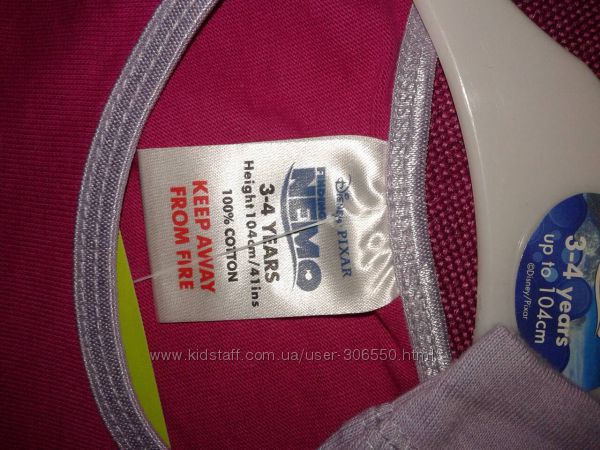 Disney PIXAR
FINDING
NEMO
3-4 YEARS
Height 104cm/41ins
100% COTTON
KEEP AWAY
FROM FIRE
3-4 years
up to 104cm
©Disney/Pixar
www.kidstaff.com.ua/user-306550.html